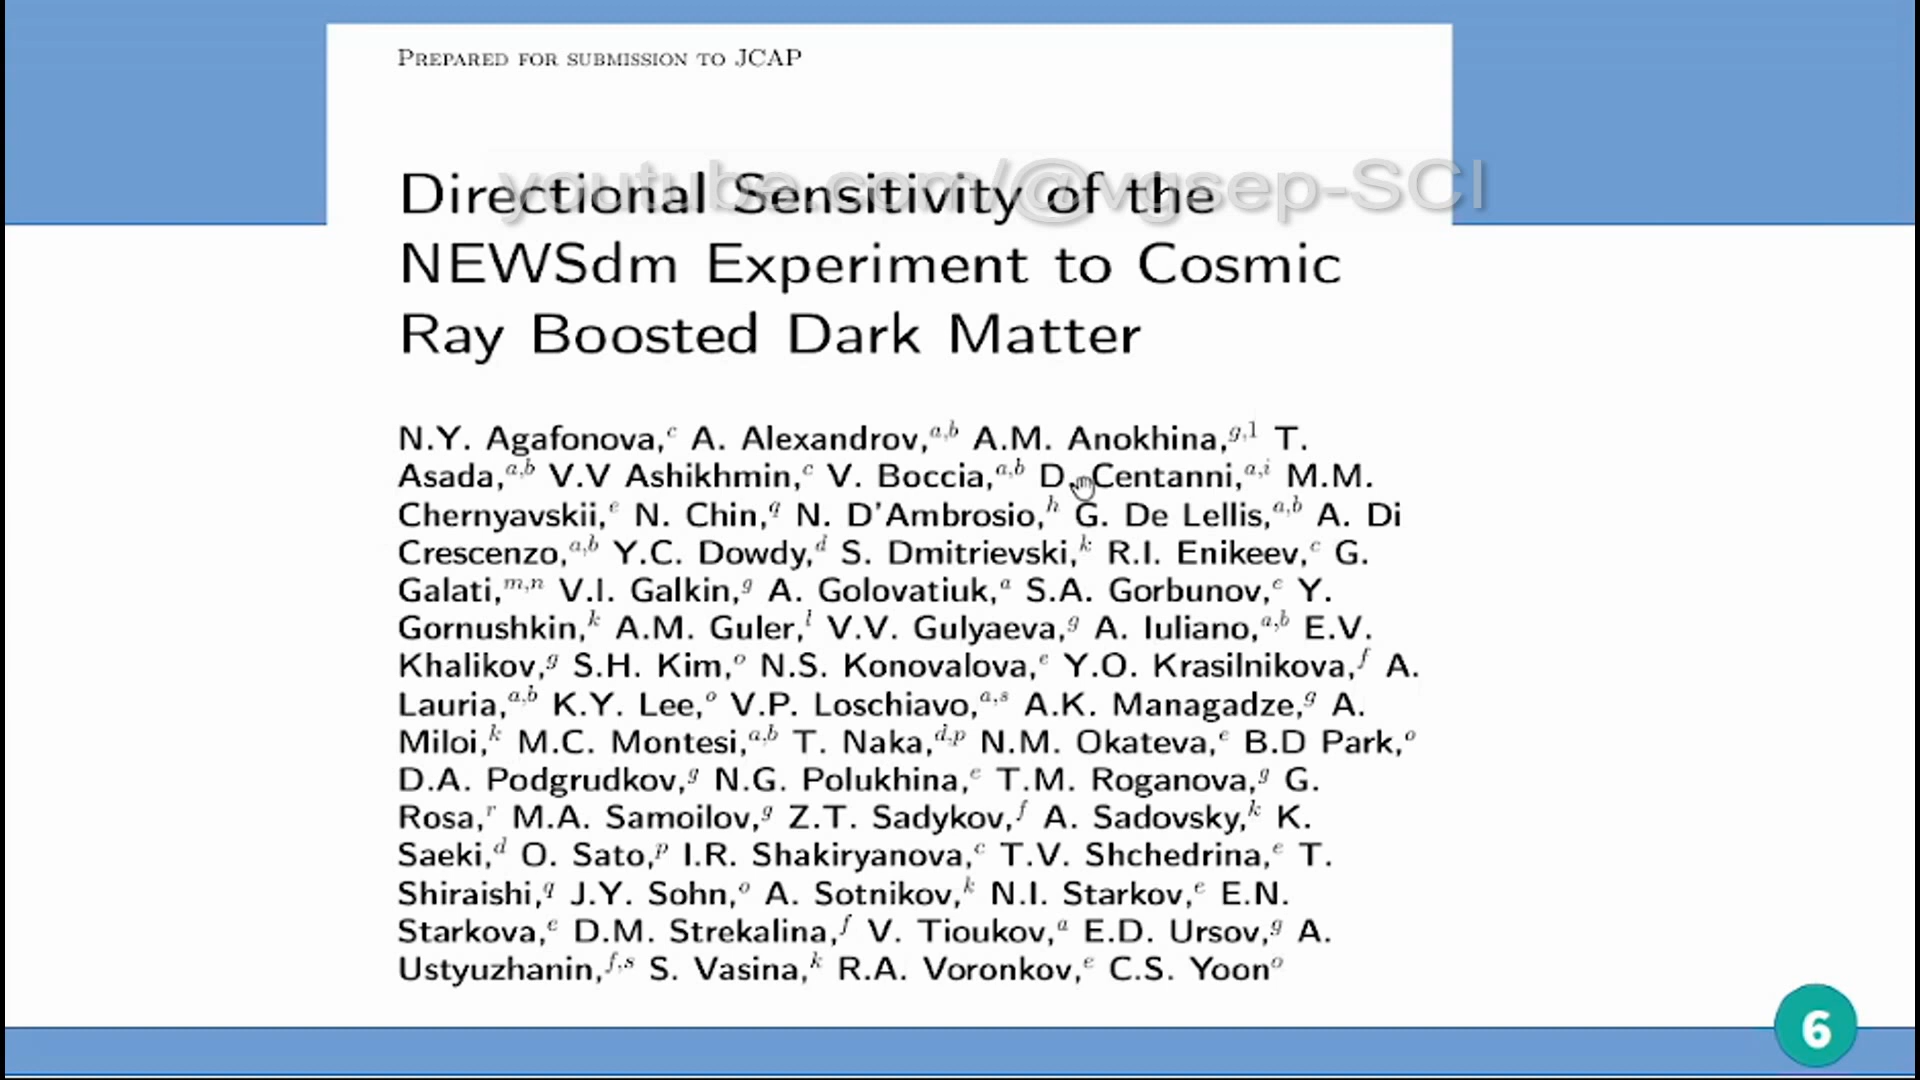 PREPARED FOR SUBMISSION TO JCAP
youtube.com/@vgsep-SCI
Directional Sensitivity of the
NEWSdm Experiment to Cosmic
Ray Boosted Dark Matter
N.Y. Agafonova,ᶜ A. Alexandrov,ᵃ,ᵇ A.M. Anokhina,ᵍ,¹ T.
Asada,ᵃ,ᵇ V.V Ashikhmin,ᶜ V. Boccia,ᵃ,ᵇ D. Centanni,ᵃ,ⁱ M.M.
Chernyavskii,ᵉ N. Chin,q N. D'Ambrosio,ʰ G. De Lellis,ᵃ,ᵇ A. Di
Crescenzo,ᵃ,ᵇ Y.C. Dowdy,ᵈ S. Dmitrievski,ᵏ R.I. Enikeev,ᶜ G.
Galati,ᵐ,ⁿ V.I. Galkin,ᵍ A. Golovatiuk,ᵃ S.A. Gorbunov,ᵉ Y.
Gornushkin,ᵏ A.M. Guler,ˡ V.V. Gulyaeva,ᵍ A. Iuliano,ᵃ,ᵇ E.V.
Khalikov,ᵍ S.H. Kim,ᵒ N.S. Konovalova,ᵉ Y.O. Krasilnikova,ᶠ A.
Lauria,ᵃ,ᵇ K.Y. Lee,ᵒ V.P. Loschiavo,ᵃ,ˢ A.K. Managadze,ᵍ A.
Miloi,ᵏ M.C. Montesi,ᵃ,ᵇ T. Naka,ᵈ,ᵖ N.M. Okateva,ᵉ B.D Park,ᵒ
D.A. Podgrudkov,ᵍ N.G. Polukhina,ᵉ T.M. Roganova,ᵍ G.
Rosa,ʳ M.A. Samoilov,ᵍ Z.T. Sadykov,ᶠ A. Sadovsky,ᵏ K.
Saeki,ᵈ O. Sato,ᵖ I.R. Shakiryanova,ᶜ T.V. Shchedrina,ᵉ T.
Shiraishi,q J.Y. Sohn,ᵒ A. Sotnikov,ᵏ N.I. Starkov,ᵉ E.N.
Starkova,ᵉ D.M. Strekalina,ᶠ V. Tioukov,ᵃ E.D. Ursov,ᵍ A.
Ustyuzhanin,ᶠ,ˢ S. Vasina,ᵏ R.A. Voronkov,ᵉ C.S. Yoonᵒ
6